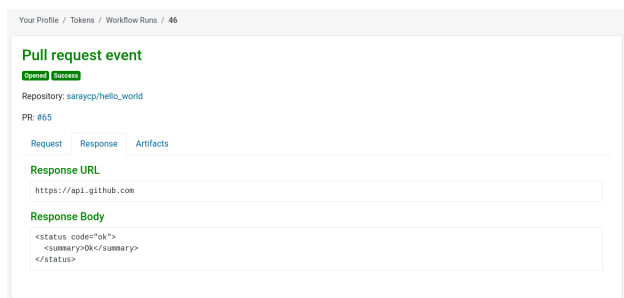 Your Profile / Tokens / Workflow Runs / 46
Pull request event
Opened Success
Repository: saraycp/hello_world
PR: #65
Request Response Artifacts
Response URL
https://api.github.com
Response Body
<status code="ok">
  <summary>Ok</summary>
</status>